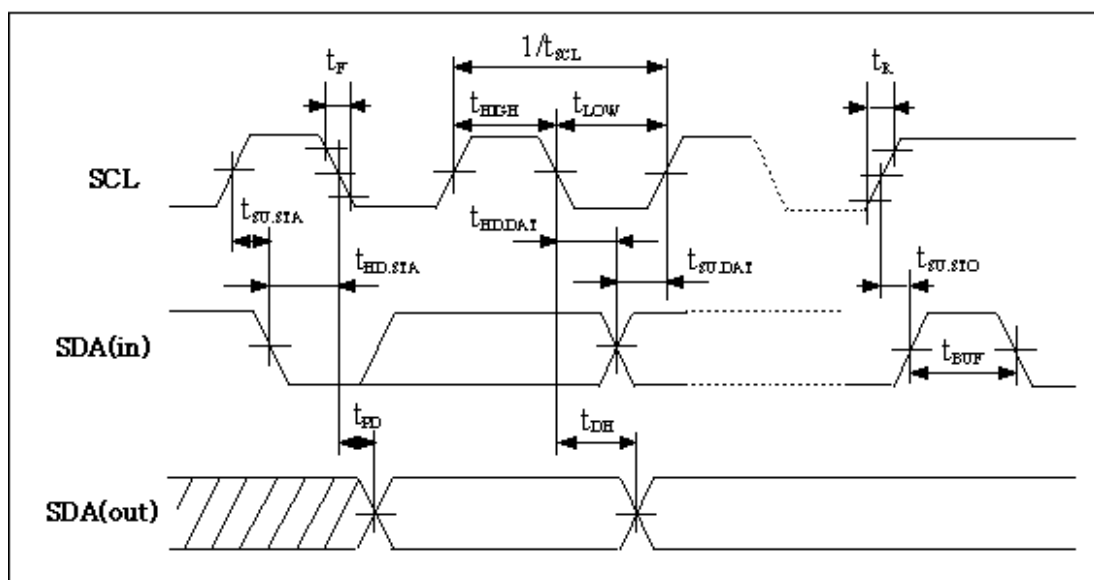 1/tSCL
tF
tR
tHIGH
tLOW
SCL
tSU.STA
tHD.DAT
tHD.STA
tSU.DAT
tSU.STO
SDA(in)
tBUF
tPD
tDH
SDA(out)